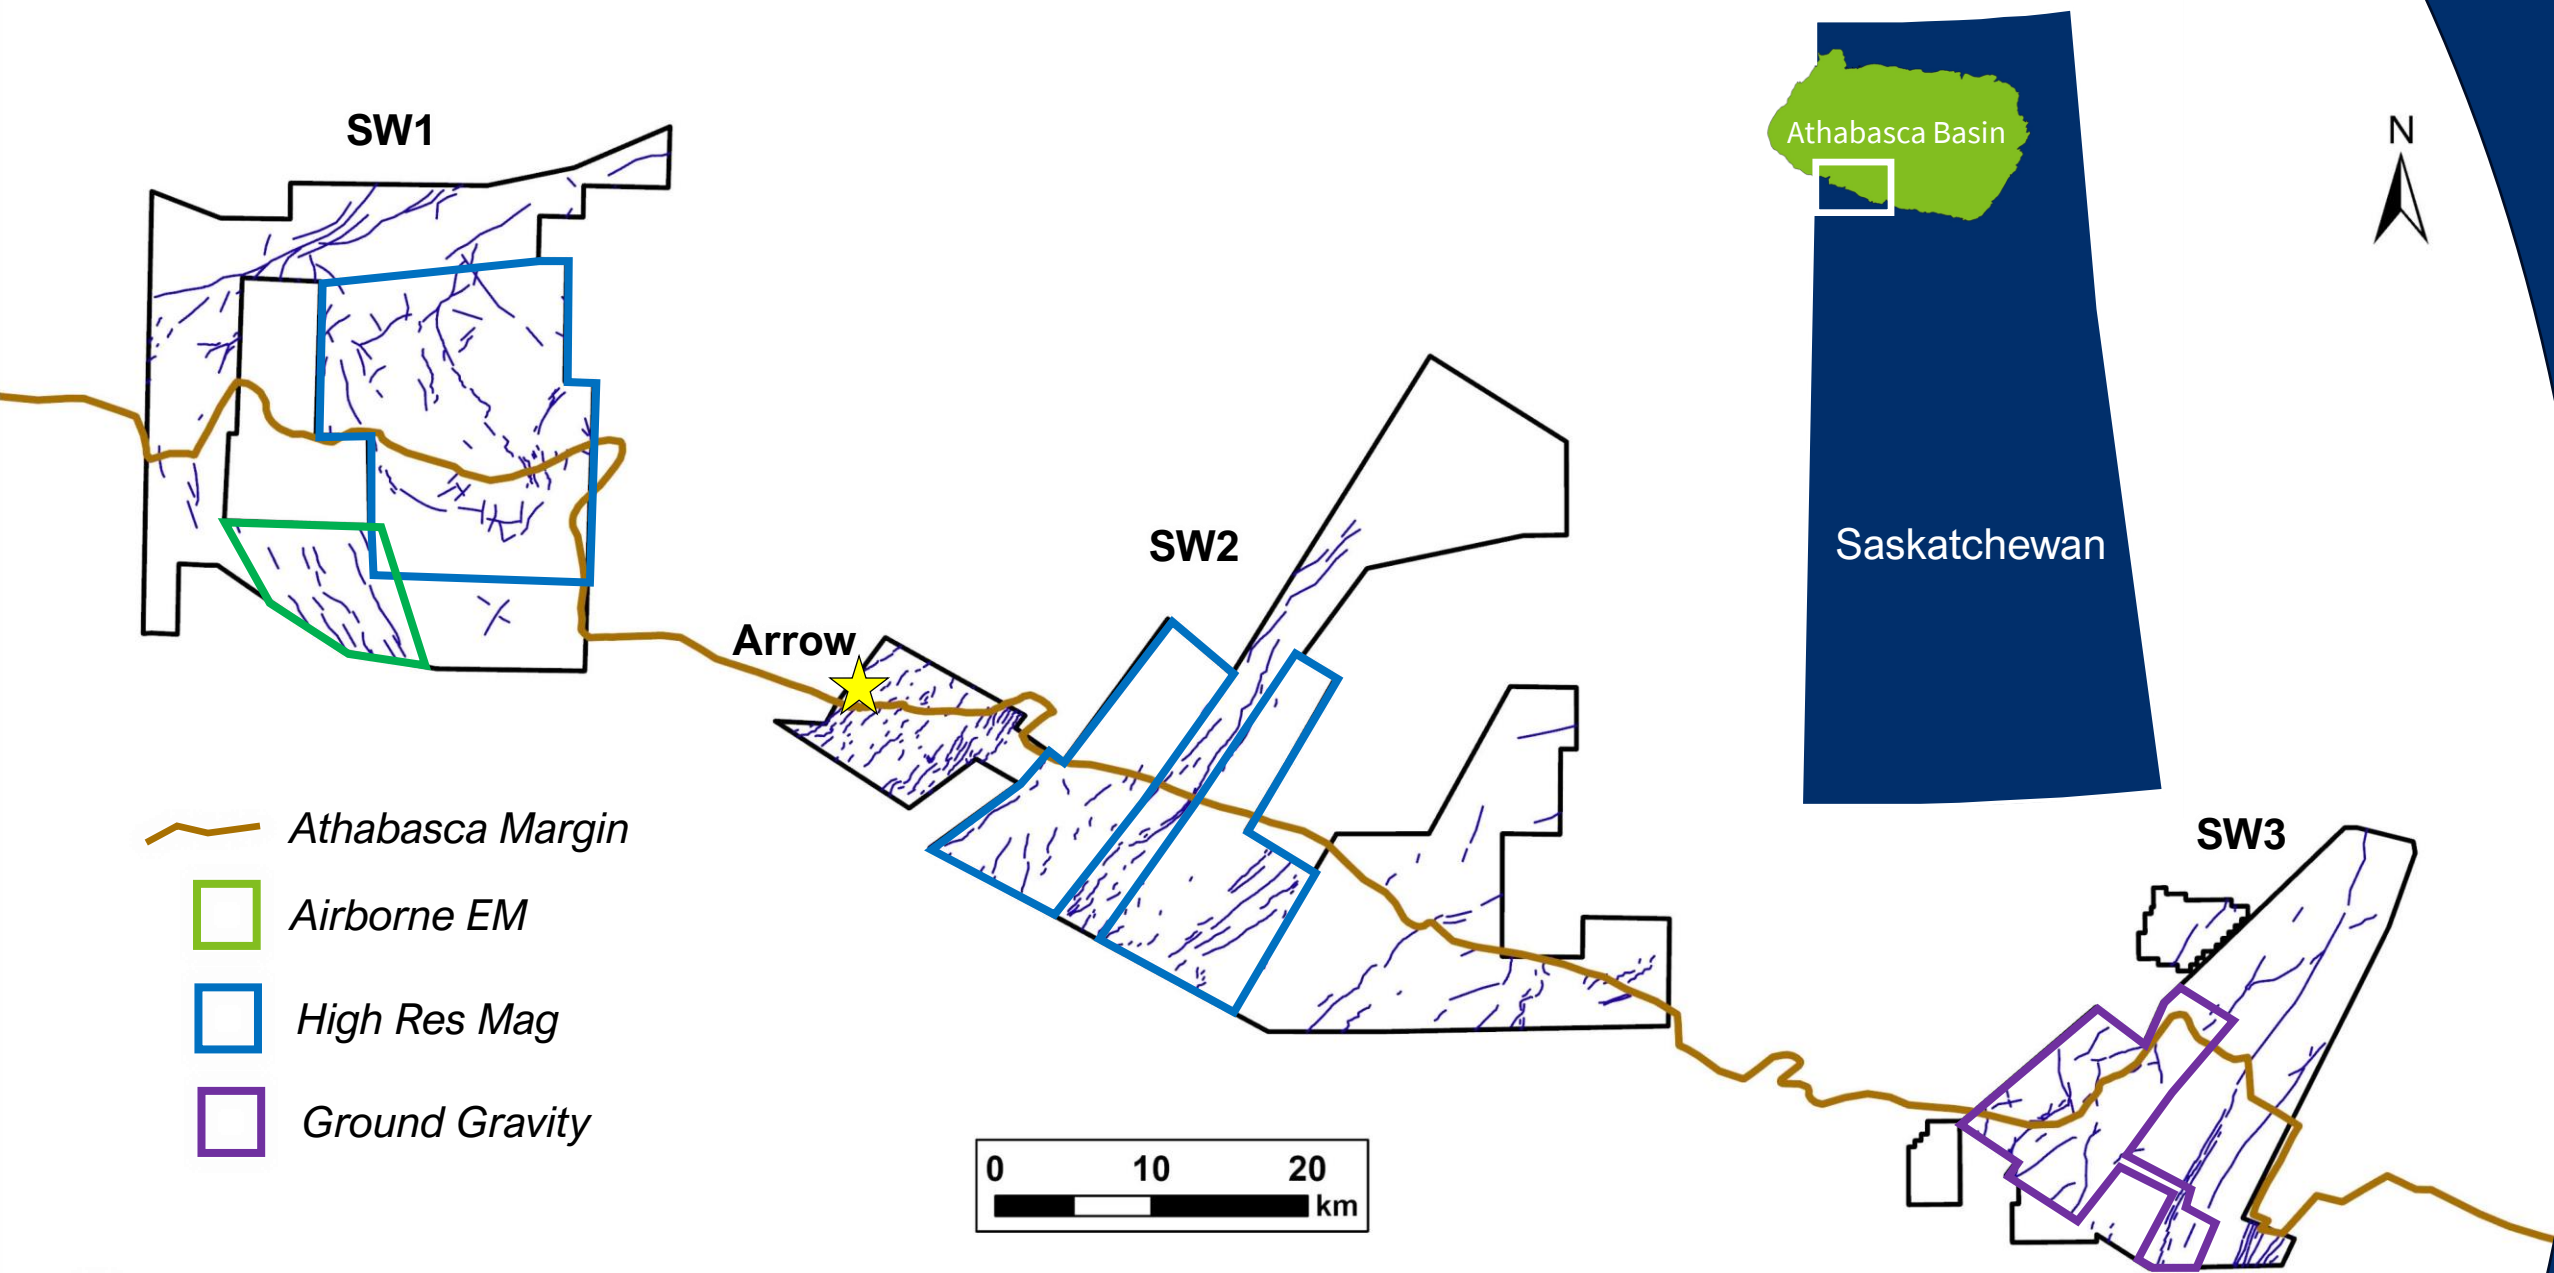 SW1
Athabasca Basin
N
SW2
Saskatchewan
Arrow
SW3
Athabasca Margin
Airborne EM
High Res Mag
Ground Gravity
0 10 20
km